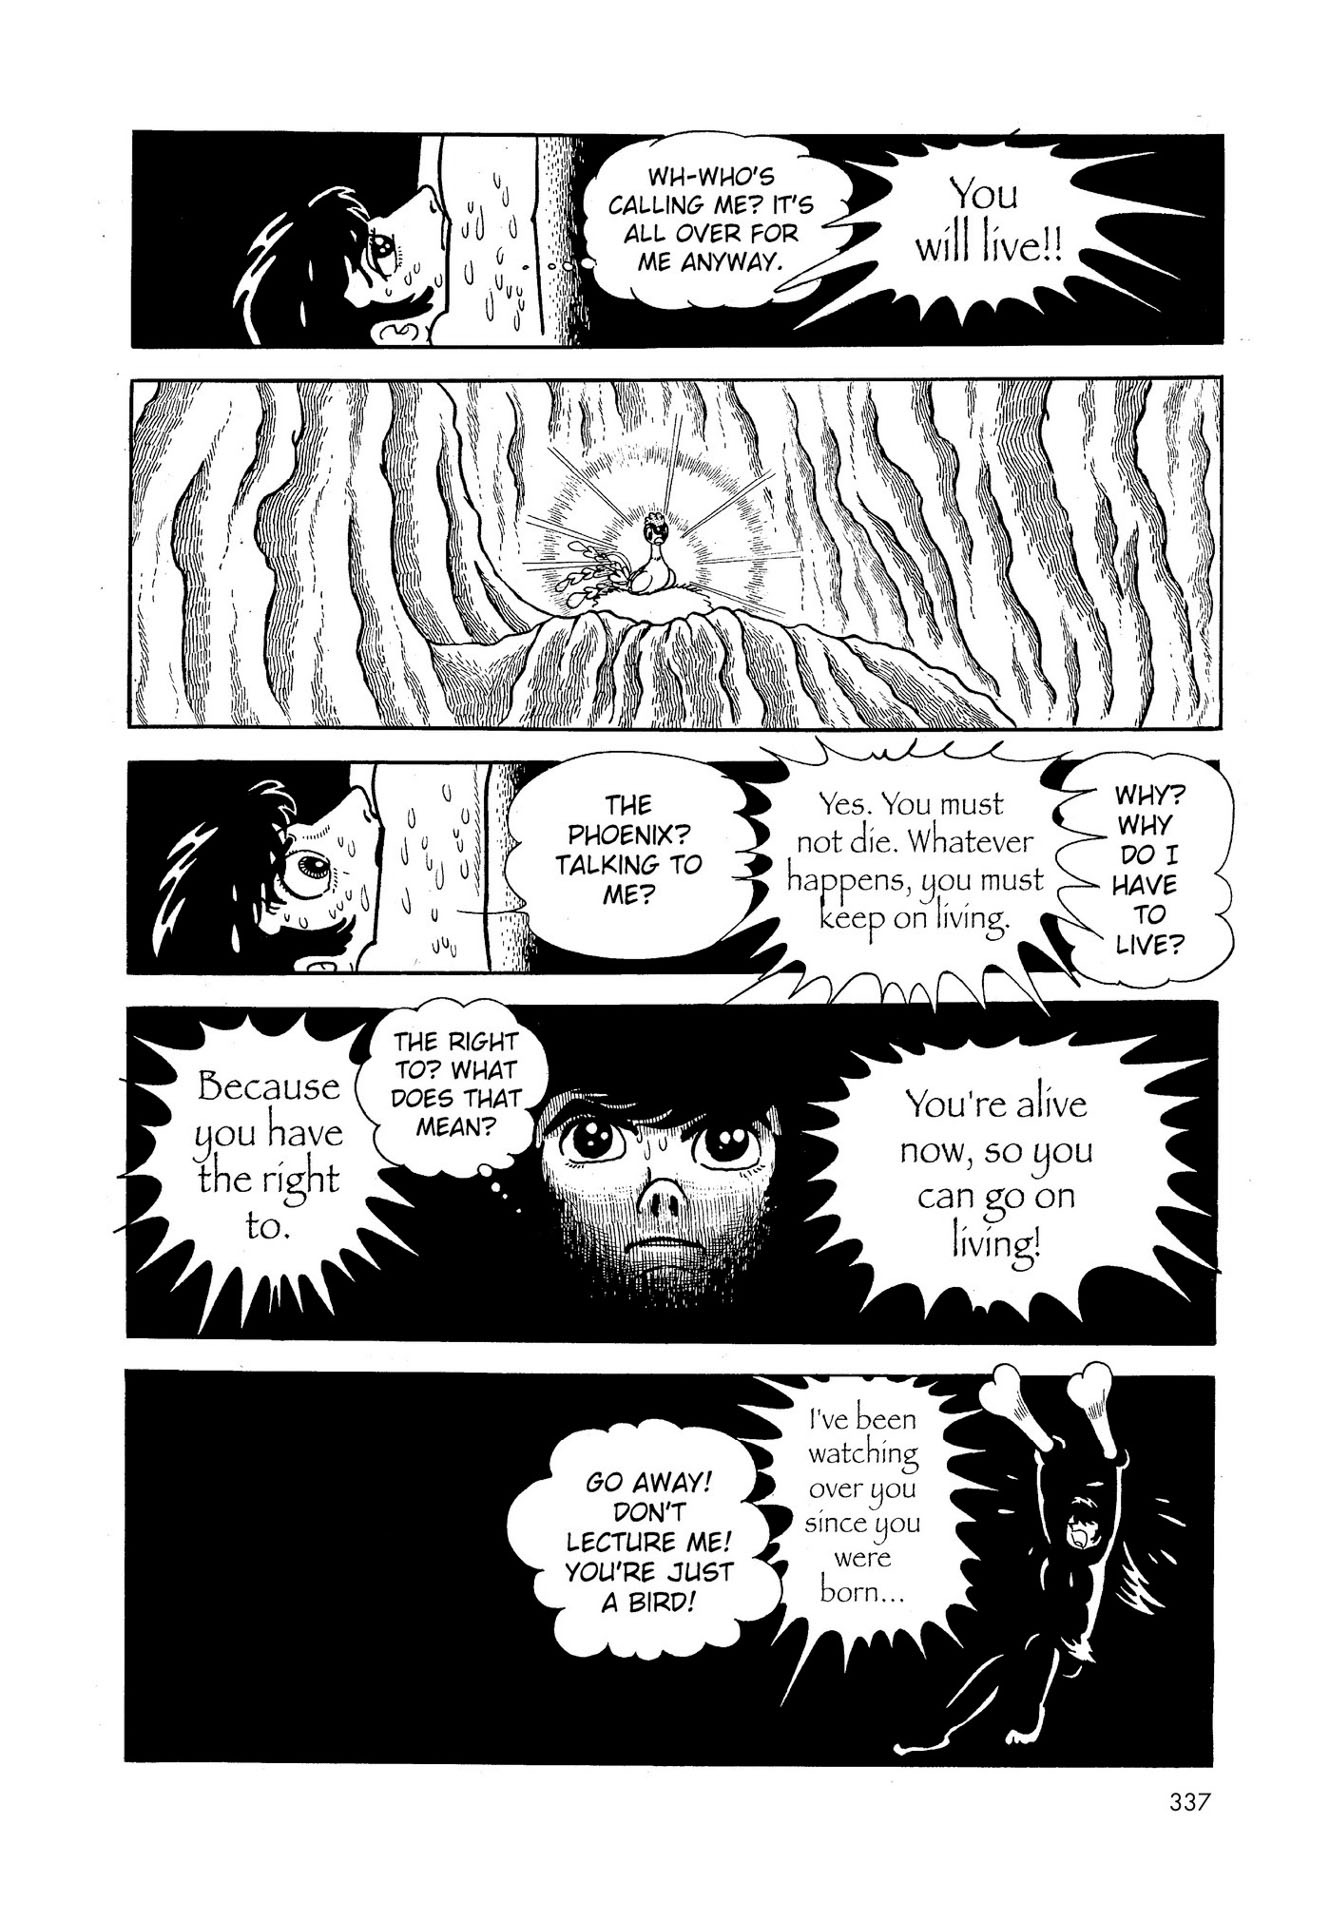 WH-WHO'S
CALLING ME? IT'S
ALL OVER FOR
ME ANYWAY.
You
will live!!
THE
PHOENIX?
TALKING TO
ME?
Yes. You must
not die. Whatever
happens, you must
keep on living.
WHY?
WHY
DO I
HAVE
TO
LIVE?
Because
you have
the right
to.
THE RIGHT
TO? WHAT
DOES THAT
MEAN?
You're alive
now, so you
can go on
living!
GO AWAY!
DON'T
LECTURE ME!
YOU'RE JUST
A BIRD!
I've been
watching
over you
since you
were
born...
337